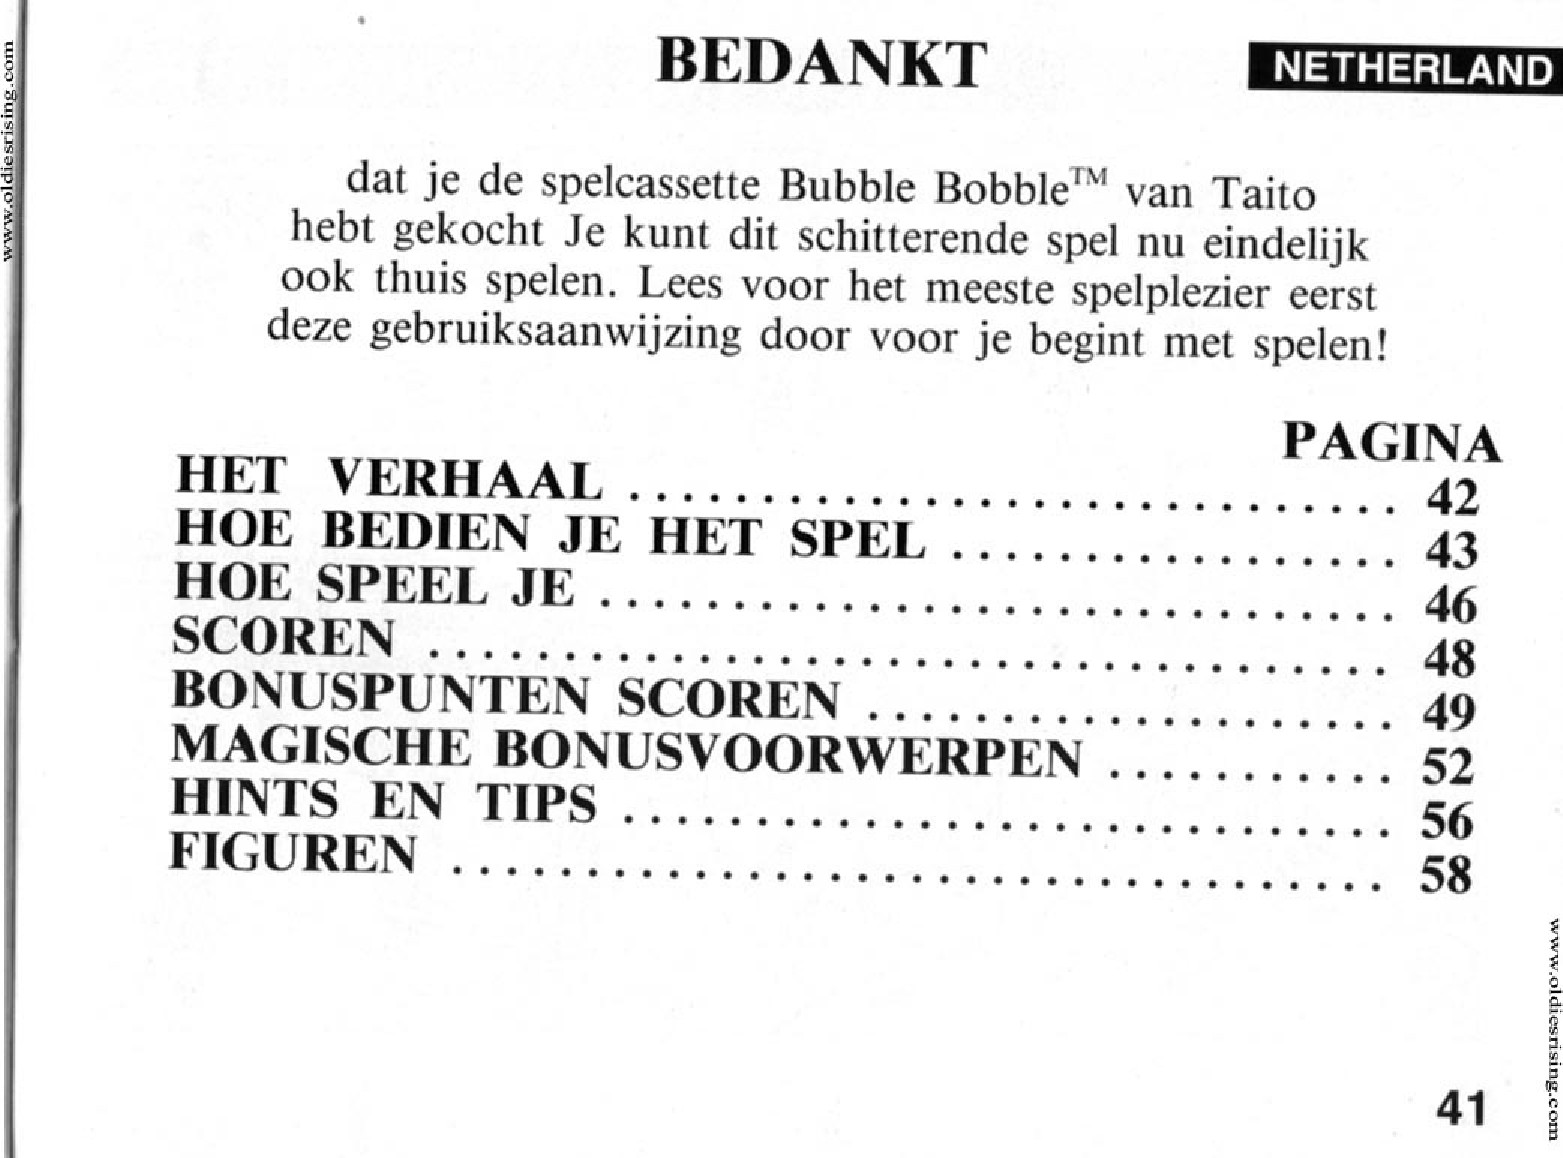 BEDANKT
NETHERLAND
dat je de spelcassette Bubble Bobble™ van Taito
hebt gekocht Je kunt dit schitterende spel nu eindelijk
ook thuis spelen. Lees voor het meeste spelplezier eerst
deze gebruiksaanwijzing door voor je begint met spelen!
PAGINA
HET VERHAAL ............................. 42
HOE BEDIEN JE HET SPEL ................. 43
HOE SPEEL JE .............................. 46
SCOREN .................................... 48
BONUSPUNTEN SCOREN .................... 49
MAGISCHE BONUSVOORWERPEN ........... 52
HINTS EN TIPS ............................. 56
FIGUREN ................................... 58
41
www.oldiesrising.com
www.oldiesrising.com